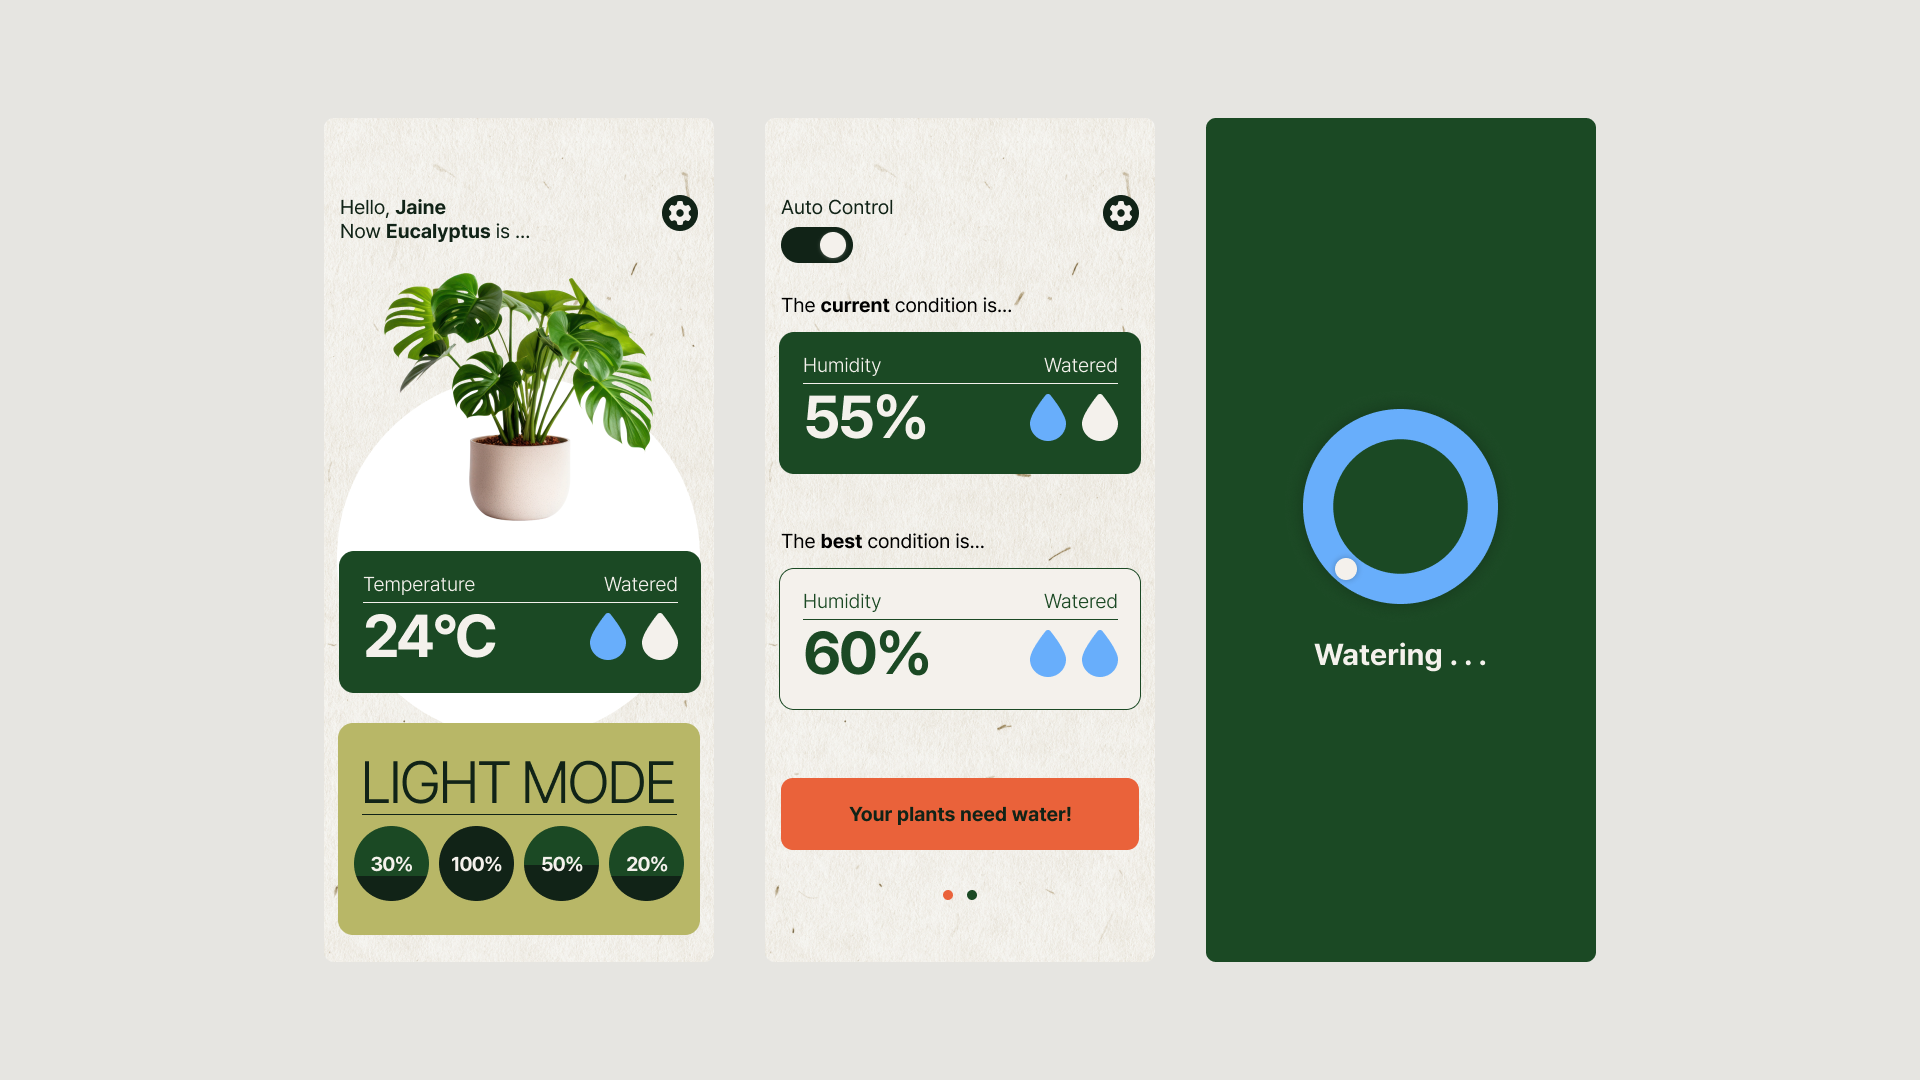 Hello, Jaine
Now Eucalyptus is ...
Temperature Watered
24°C
LIGHT MODE
30% 100% 50% 20%
Auto Control
The current condition is...
Humidity Watered
55%
The best condition is...
Humidity Watered
60%
Your plants need water!
Watering . . .